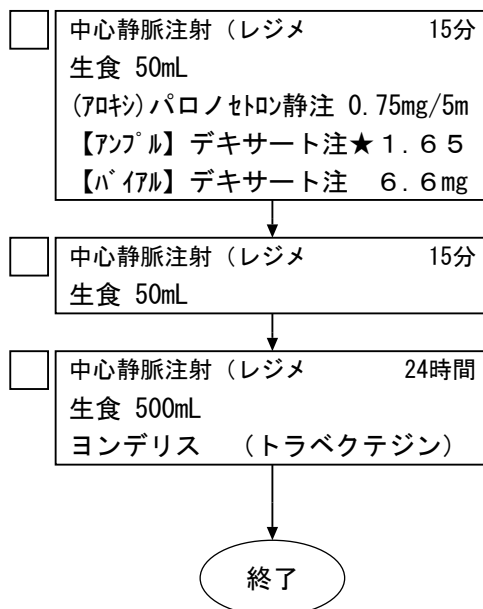 中心静脈注射（レジメ 15分
生食 50mL
(ｱﾛｷｼ)パロノｾﾄロン静注 0.75mg/5m
【ｱﾝﾌﾟﾙ】デキサート注★１.６５
【ﾊﾞｲｱﾙ】デキサート注 ６.６mg
中心静脈注射（レジメ 15分
生食 50mL
中心静脈注射（レジメ 24時間
生食 500mL
ヨンデリス （トラベクテジン）
終了